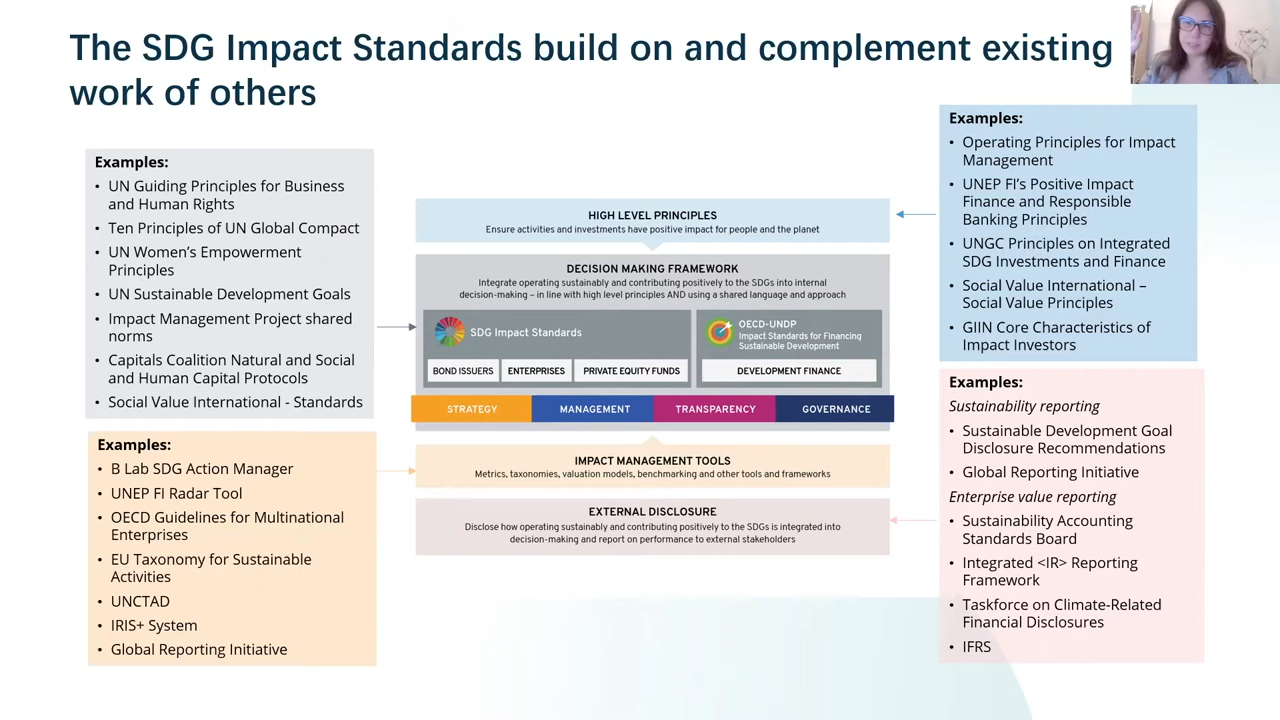 The SDG Impact Standards build on and complement existing
work of others
Examples:
• UN Guiding Principles for Business
and Human Rights
• Ten Principles of UN Global Compact
• UN Women's Empowerment
Principles
• UN Sustainable Development Goals
• Impact Management Project shared
norms
• Capitals Coalition Natural and Social
and Human Capital Protocols
• Social Value International - Standards
Examples:
• B Lab SDG Action Manager
• UNEP FI Radar Tool
• OECD Guidelines for Multinational
Enterprises
• EU Taxonomy for Sustainable
Activities
• UNCTAD
• IRIS+ System
• Global Reporting Initiative
HIGH LEVEL PRINCIPLES
Ensure activities and investments have positive impact for people and the planet
DECISION MAKING FRAMEWORK
Integrate operating sustainably and contributing positively to the SDGs into internal
decision-making – in line with high level principles AND using a shared language and approach
SDG Impact Standards
BOND ISSUERS
ENTERPRISES
PRIVATE EQUITY FUNDS
OECD-UNDP
Impact Standards for Financing
Sustainable Development
DEVELOPMENT FINANCE
STRATEGY
MANAGEMENT
TRANSPARENCY
GOVERNANCE
IMPACT MANAGEMENT TOOLS
Metrics, taxonomies, valuation models, benchmarking and other tools and frameworks
EXTERNAL DISCLOSURE
Disclose how operating sustainably and contributing positively to the SDGs is integrated into
decision-making and report on performance to external stakeholders
Examples:
• Operating Principles for Impact
Management
• UNEP FI's Positive Impact
Finance and Responsible
Banking Principles
• UNGC Principles on Integrated
SDG Investments and Finance
• Social Value International –
Social Value Principles
• GIIN Core Characteristics of
Impact Investors
Examples:
Sustainability reporting
• Sustainable Development Goal
Disclosure Recommendations
• Global Reporting Initiative
Enterprise value reporting
• Sustainability Accounting
Standards Board
• Integrated <IR> Reporting
Framework
• Taskforce on Climate-Related
Financial Disclosures
• IFRS